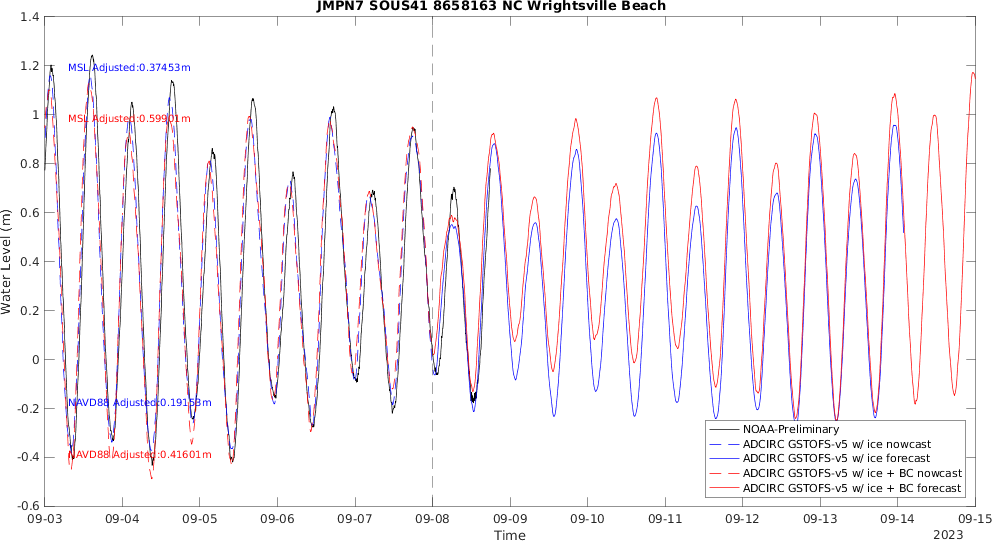 JMPN7 SOUS41 8658163 NC Wrightsville Beach
1.4
1.2
1
0.8
0.6
0.4
0.2
0
-0.2
-0.4
-0.6
Water Level (m)
MSL Adjusted:0.37453m
MSL Adjusted:0.59901m
NAVD88 Adjusted:0.19153m
NAVD88 Adjusted:0.41601m
NOAA-Preliminary
ADCIRC GSTOFS-v5 w/ ice nowcast
ADCIRC GSTOFS-v5 w/ ice forecast
ADCIRC GSTOFS-v5 w/ ice + BC nowcast
ADCIRC GSTOFS-v5 w/ ice + BC forecast
09-03 09-04 09-05 09-06 09-07 09-08 09-09 09-10 09-11 09-12 09-13 09-14 09-15
Time
2023